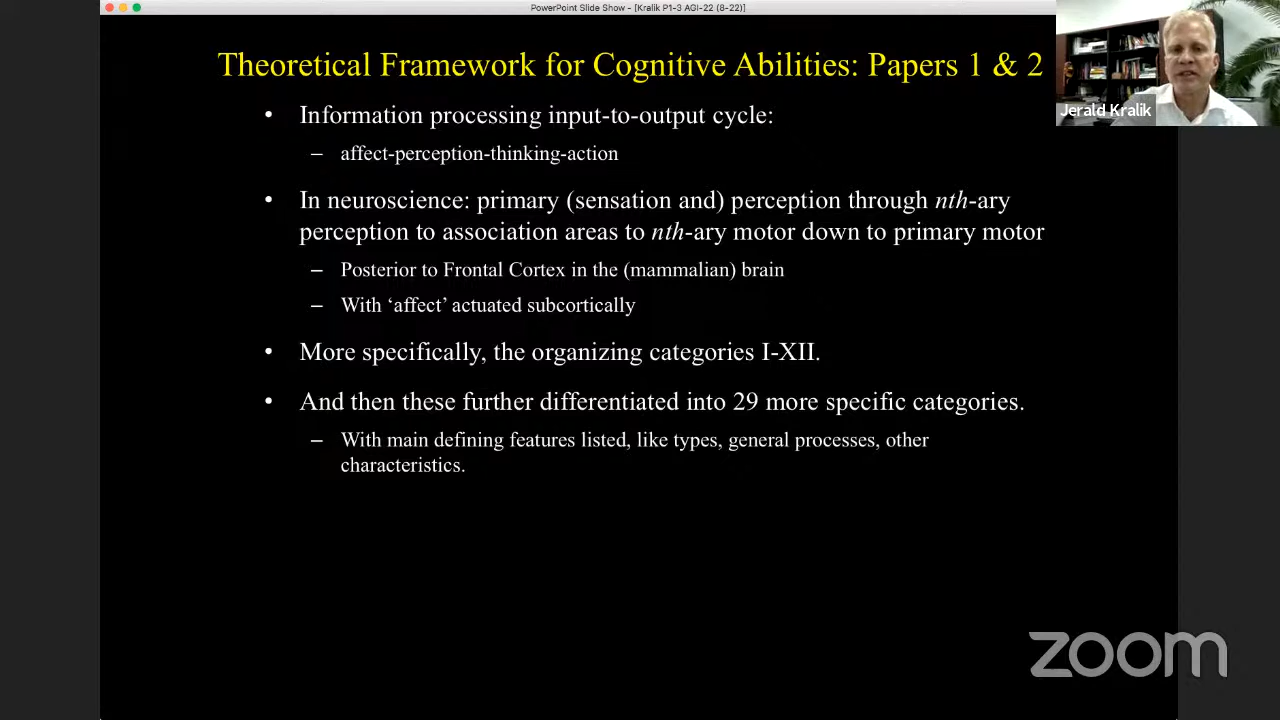 PowerPoint Slide Show - [Kralik P1-3 AGI-22 (8-22)]
Theoretical Framework for Cognitive Abilities: Papers 1 & 2
Jerald Kralik
• Information processing input-to-output cycle:
– affect-perception-thinking-action
• In neuroscience: primary (sensation and) perception through nth-ary
perception to association areas to nth-ary motor down to primary motor
– Posterior to Frontal Cortex in the (mammalian) brain
– With ‘affect’ actuated subcortically
• More specifically, the organizing categories I-XII.
• And then these further differentiated into 29 more specific categories.
– With main defining features listed, like types, general processes, other
characteristics.
zoom